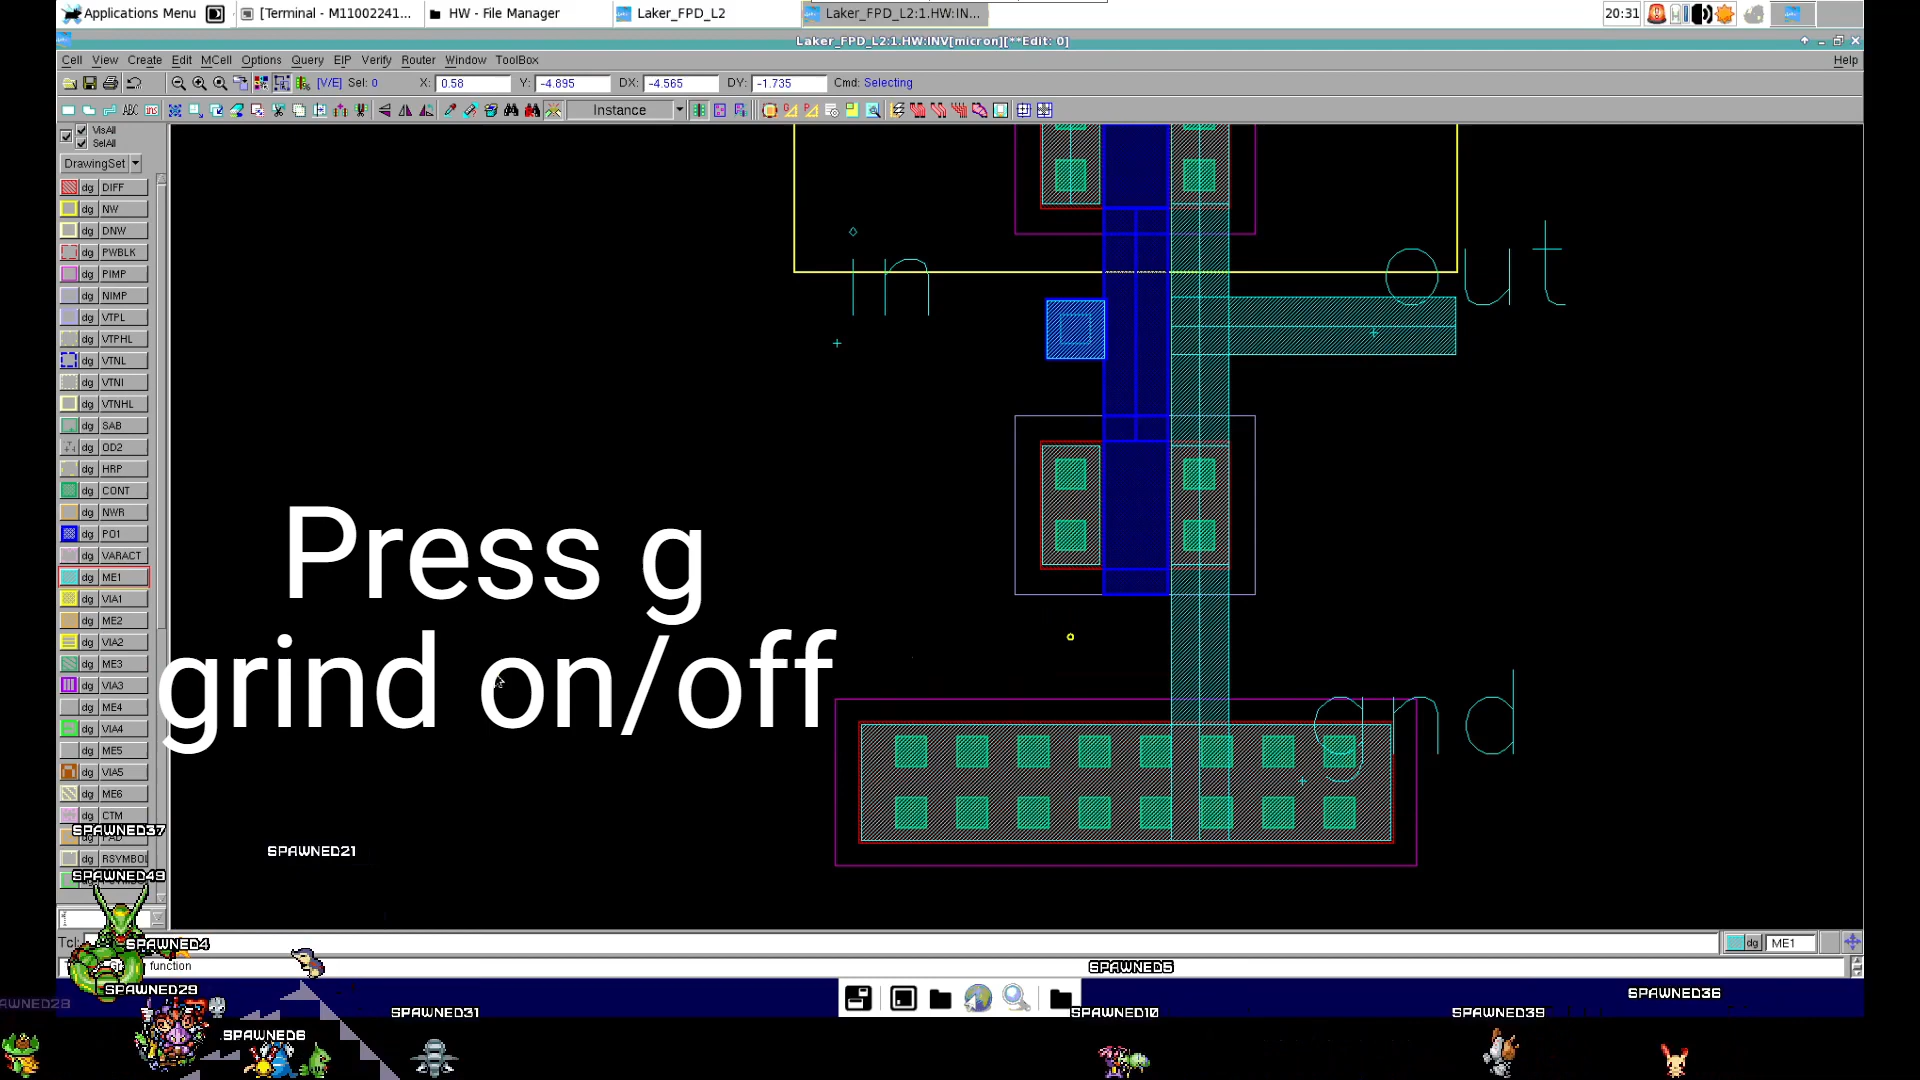 Applications Menu
[Terminal - M11002241...
HW - File Manager
Laker_FPD_L2
Laker_FPD_L2:1.HW:IN...
20:31
Laker_FPD_L2:1.HW:INV[micron][**Edit: 0]
Cell View Create Edit MCell Options Query EIP Verify Router Window ToolBox Help
[V/E] Sel: 0 X: 0.58 Y: -4.895 DX: -4.565 DY: -1.735 Cmd: Selecting
ABC Instance
VisAll
SelAll
DrawingSet
dg DIFF
dg NW
dg DNW
dg PWBLK
dg PIMP
dg NIMP
dg VTPL
dg VTPHL
dg VTNL
dg VTNI
dg VTNHL
dg SAB
dg OD2
dg HRP
dg CONT
dg NWR
dg PO1
dg VARACT
dg ME1
dg VIA1
dg ME2
dg VIA2
dg ME3
dg VIA3
dg ME4
dg VIA4
dg ME5
dg VIA5
dg ME6
dg CTM
dg PAD
dg RSYMBOL
in
out
gnd
Press g
grind on/off
SPAWNED37
SPAWNED21
SPAWNED49
Tcl:
SPAWNED4
dg ME1
function
SPAWNED5
SPAWNED29
AWNED28
SPAWNED31
SPAWNED10
SPAWNED39
SPAWNED36
SPAWNED6